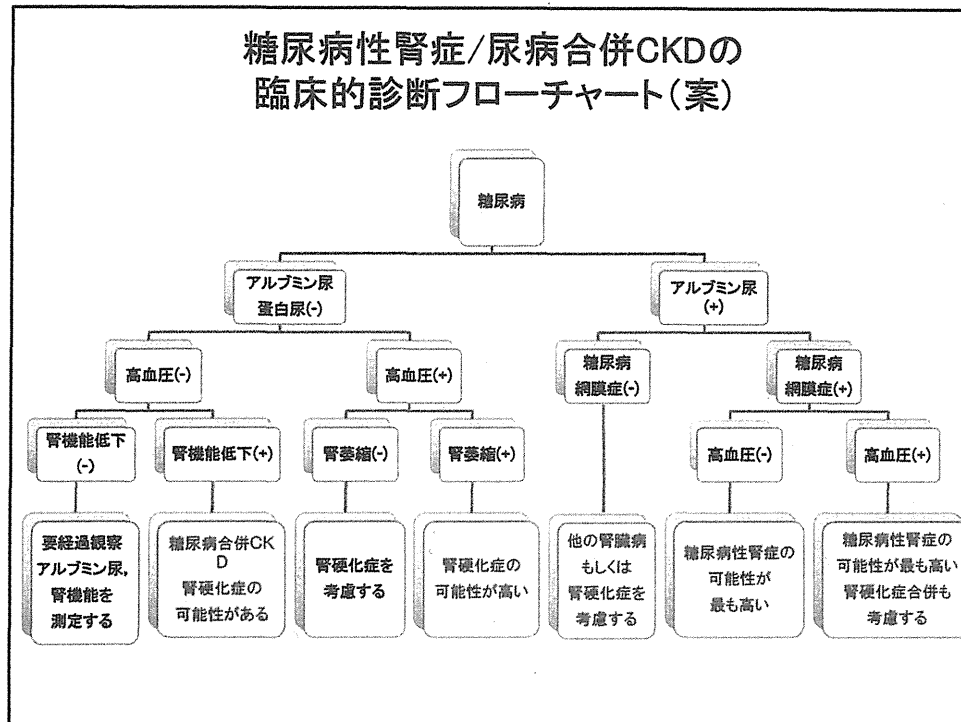 糖尿病性腎症/尿病合併CKDの
臨床的診断フローチャート(案)
糖尿病
アルブミン尿
蛋白尿(-)
アルブミン尿
(+)
高血圧(-)
高血圧(+)
糖尿病
網膜症(-)
糖尿病
網膜症(+)
腎機能低下
(-)
腎機能低下(+)
腎萎縮(-)
腎萎縮(+)
高血圧(-)
高血圧(+)
要経過観察
アルブミン尿,
腎機能を
測定する
糖尿病合併CK
D
腎硬化症の
可能性がある
腎硬化症を
考慮する
腎硬化症の
可能性が高い
他の腎臓病
もしくは
腎硬化症を
考慮する
糖尿病性腎症の
可能性が
最も高い
糖尿病性腎症の
可能性が最も高い
腎硬化症合併も
考慮する